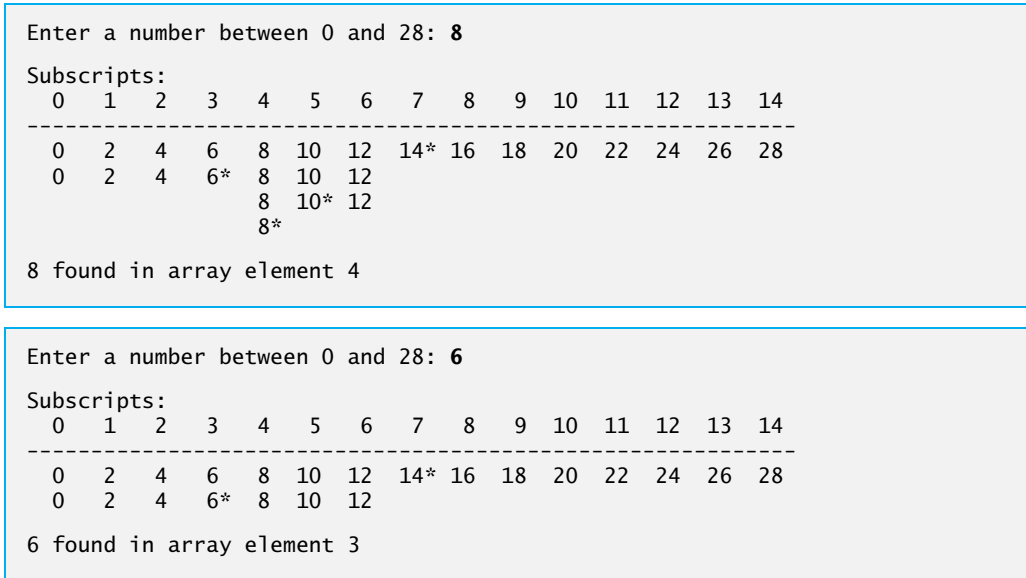 Enter a number between 0 and 28: 8
Subscripts:
  0   1   2   3   4   5   6   7   8   9  10  11  12  13  14
------------------------------------------------------------
  0   2   4   6   8  10  12  14* 16  18  20  22  24  26  28
  0   2   4   6*  8  10  12
                  8  10* 12
                  8*
8 found in array element 4
Enter a number between 0 and 28: 6
Subscripts:
  0   1   2   3   4   5   6   7   8   9  10  11  12  13  14
------------------------------------------------------------
  0   2   4   6   8  10  12  14* 16  18  20  22  24  26  28
  0   2   4   6*  8  10  12
6 found in array element 3